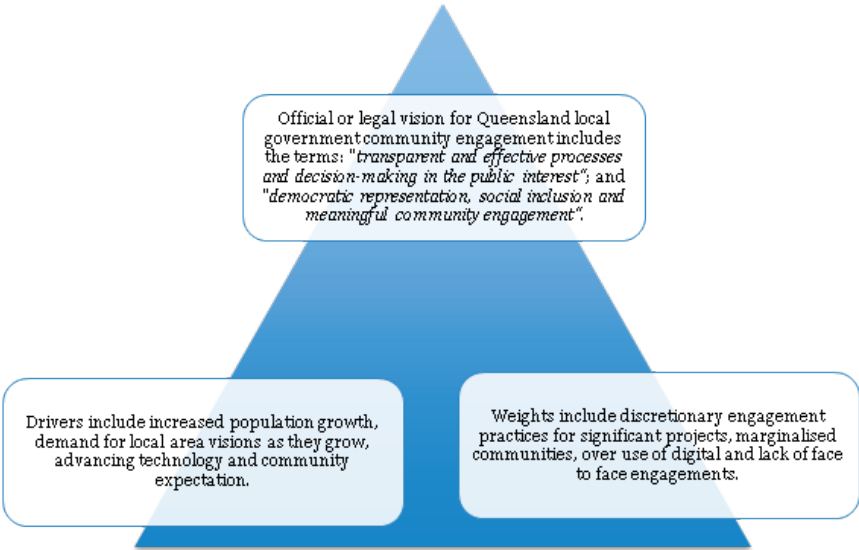 Official or legal vision for Queensland local
government community engagement includes
the terms: "transparent and effective processes
and decision-making in the public interest“; and
"democratic representation, social inclusion and
meaningful community engagement“.
Drivers include increased population growth,
demand for local area visions as they grow,
advancing technology and community
expectation.
Weights include discretionary engagement
practices for significant projects, marginalised
communities, over use of digital and lack of face
to face engagements.